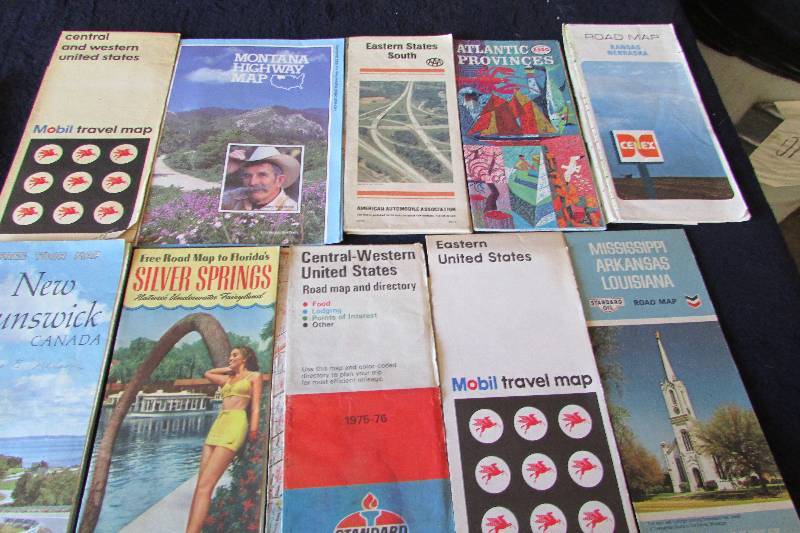 central
and western
united states
Mobil travel map
MONTANA
HIGHWAY
MAP
Eastern States
South
AMERICAN AUTOMOBILE ASSOCIATION
ATLANTIC
PROVINCES
Esso
ROAD MAP
KANSAS
NEBRASKA
CENEX
New
unswick
CANADA
Free Road Map to Florida's
SILVER SPRINGS
Nature's Underwater Fairyland
Central-Western
United States
Road map and directory
Food
Lodging
Points of Interest
Other
Use this map and color-coded
directory to plan your trip
for most efficient mileage.
1975-76
STANDARD
Eastern
United States
Mobil travel map
MISSISSIPPI
ARKANSAS
LOUISIANA
STANDARD OIL
ROAD MAP